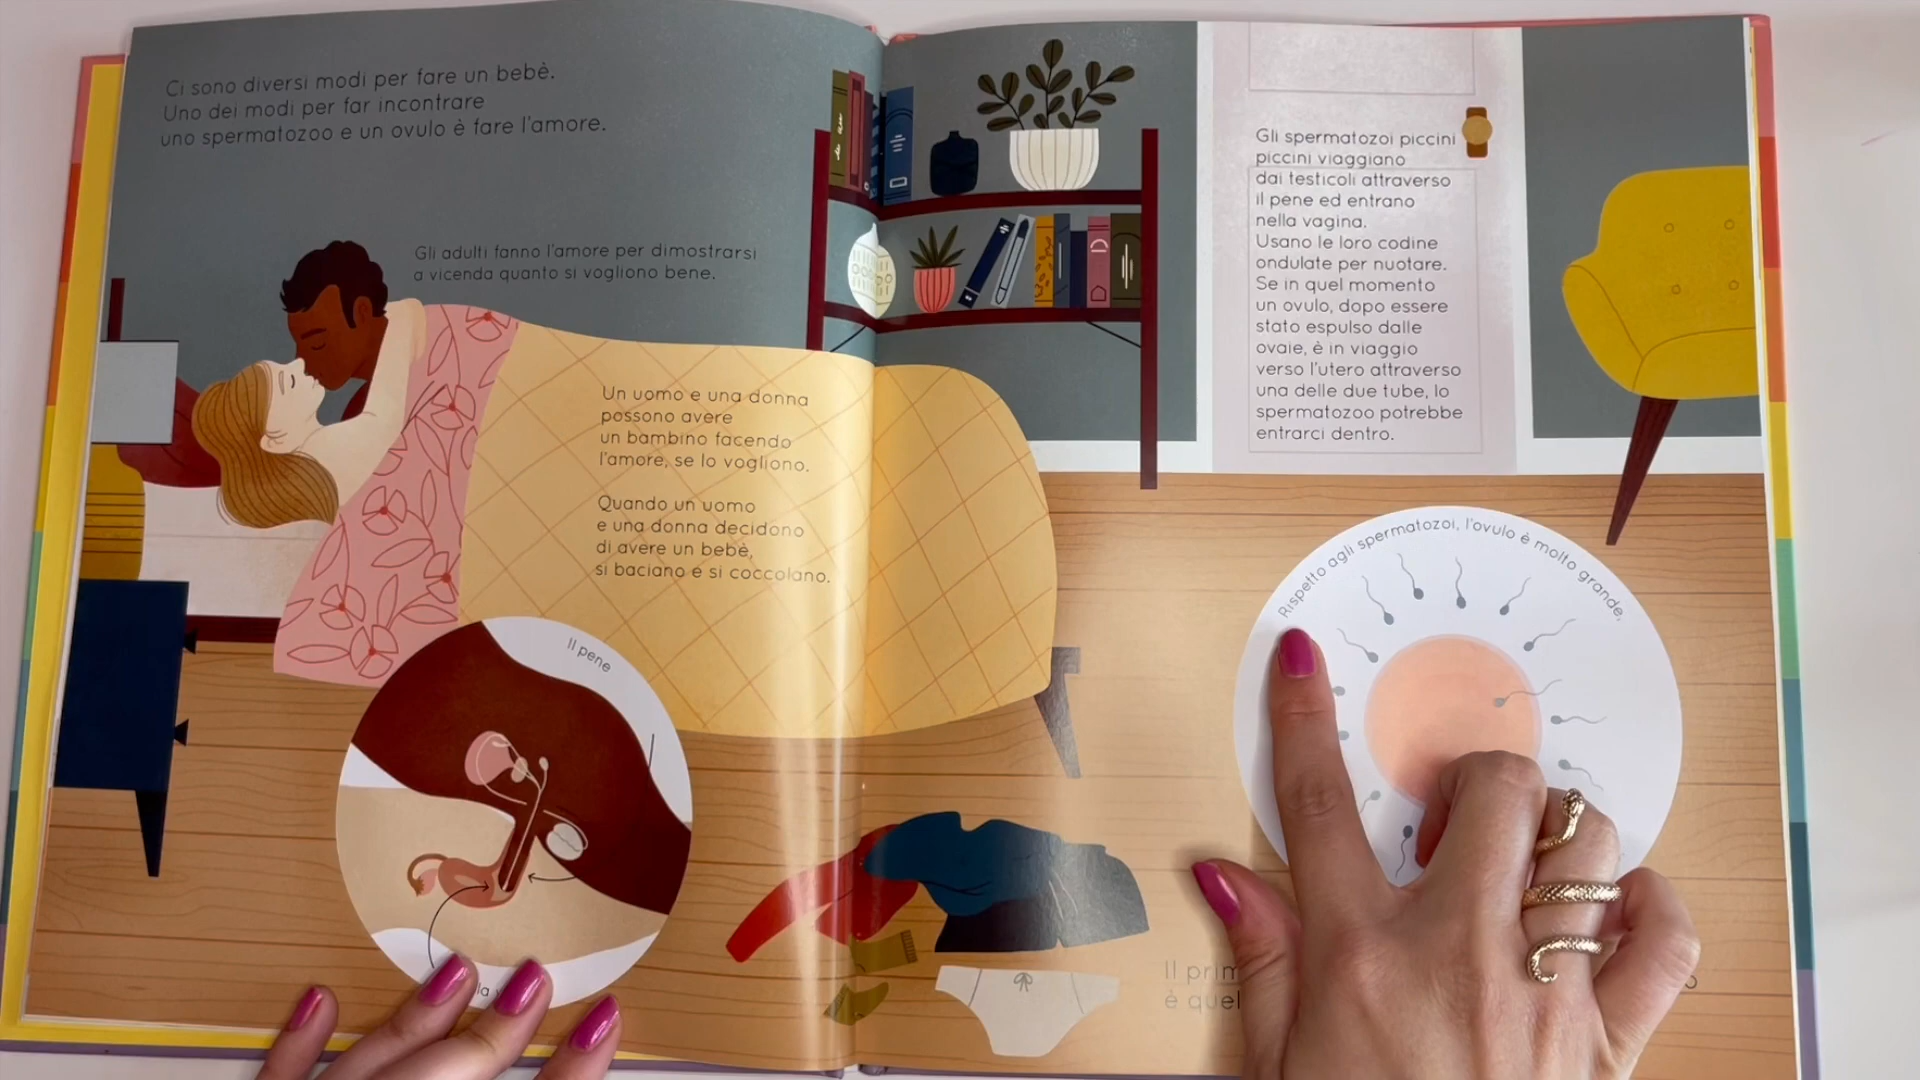 Ci sono diversi modi per fare un bebè.
Uno dei modi per far incontrare
uno spermatozoo e un ovulo è fare l'amore.
Gli adulti fanno l'amore per dimostrarsi
a vicenda quanto si vogliono bene.
Un uomo e una donna
possono avere
un bambino facendo
l'amore, se lo vogliono.
Quando un uomo
e una donna decidono
di avere un bebè,
si baciano e si coccolano.
Il pene
la
Gli spermatozoi piccini
piccini viaggiano
dai testicoli attraverso
il pene ed entrano
nella vagina.
Usano le loro codine
ondulate per nuotare.
Se in quel momento
un ovulo, dopo essere
stato espulso dalle
ovaie, è in viaggio
verso l'utero attraverso
una delle due tube, lo
spermatozoo potrebbe
entrarci dentro.
Rispetto agli spermatozoi, l'ovulo è molto grande,
Il
è